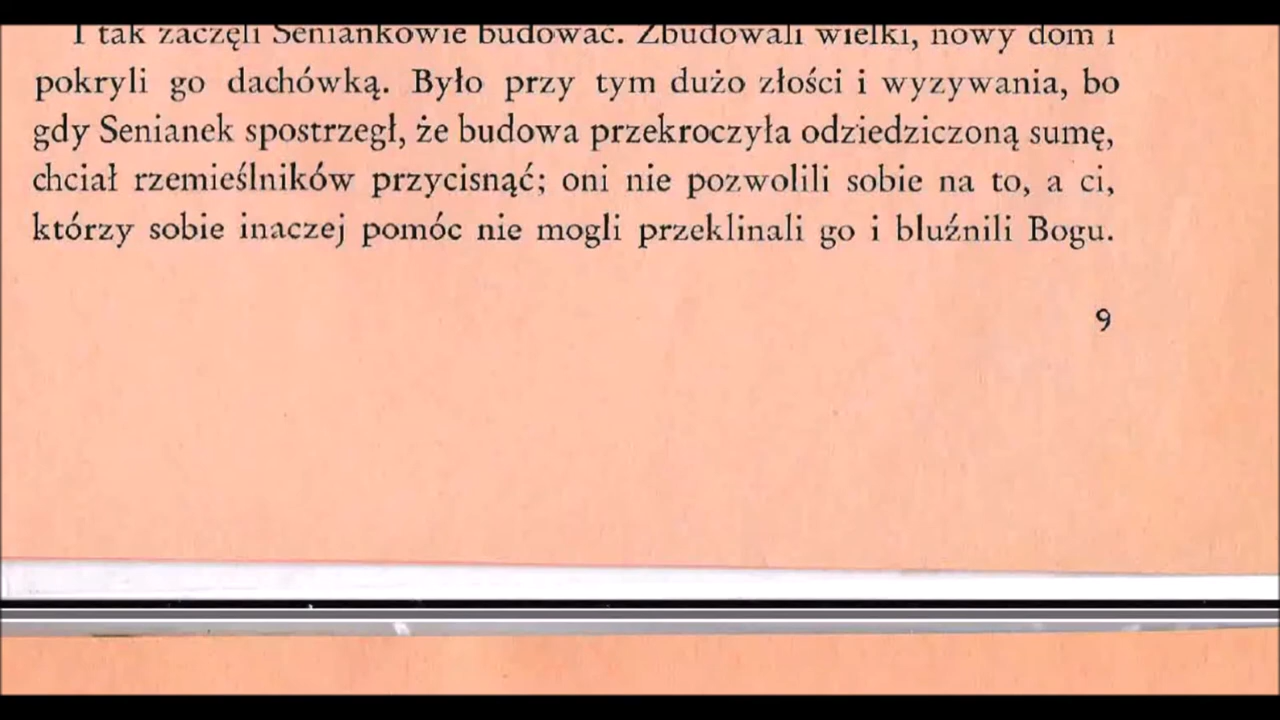 I tak zaczęli Seniankowie budować. Zbudowali wielki, nowy dom i
pokryli go dachówką. Było przy tym dużo złości i wyzywania, bo
gdy Senianek spostrzegł, że budowa przekroczyła odziedziczoną sumę,
chciał rzemieślników przycisnąć; oni nie pozwolili sobie na to, a ci,
którzy sobie inaczej pomóc nie mogli przeklinali go i bluźnili Bogu.
9